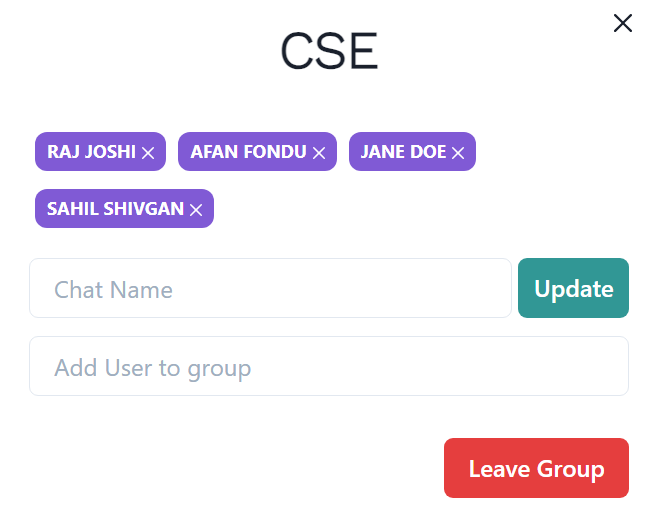 CSE
RAJ JOSHI AFAN FONDU JANE DOE
SAHIL SHIVGAN
Chat Name Update
Add User to group
Leave Group